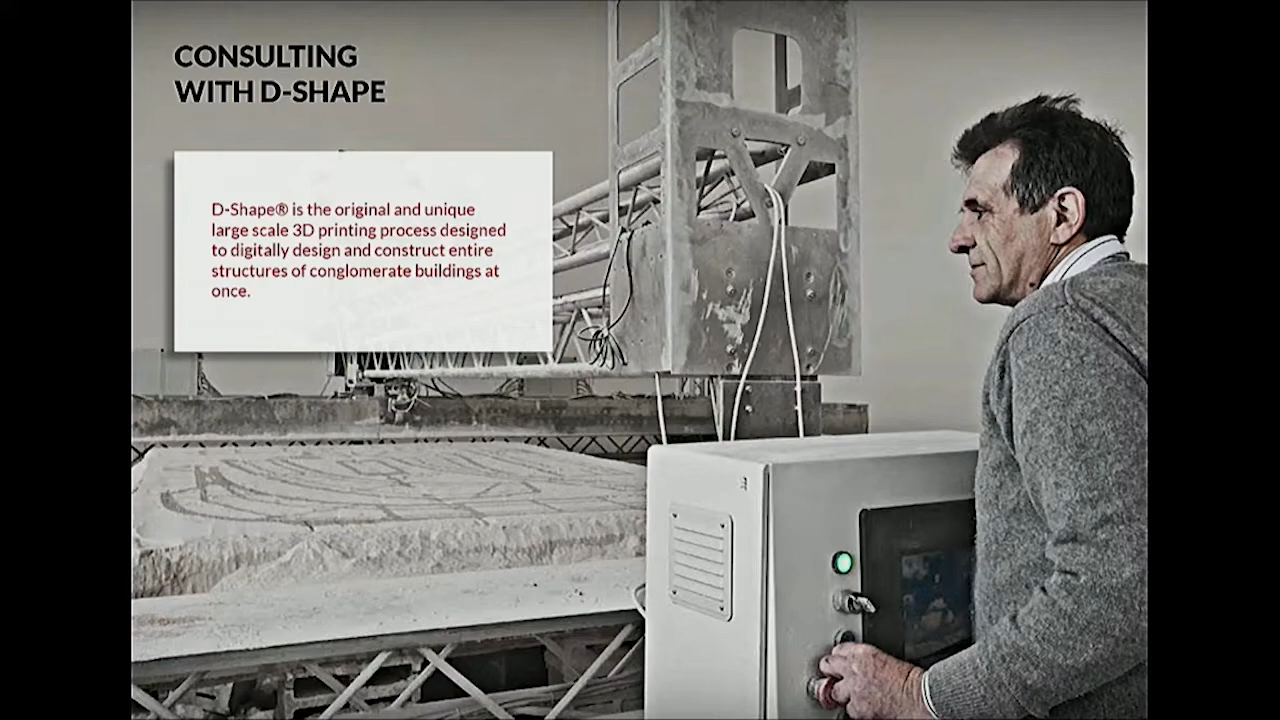 CONSULTING
WITH D-SHAPE
D-Shape® is the original and unique
large scale 3D printing process designed
to digitally design and construct entire
structures of conglomerate buildings at
once.